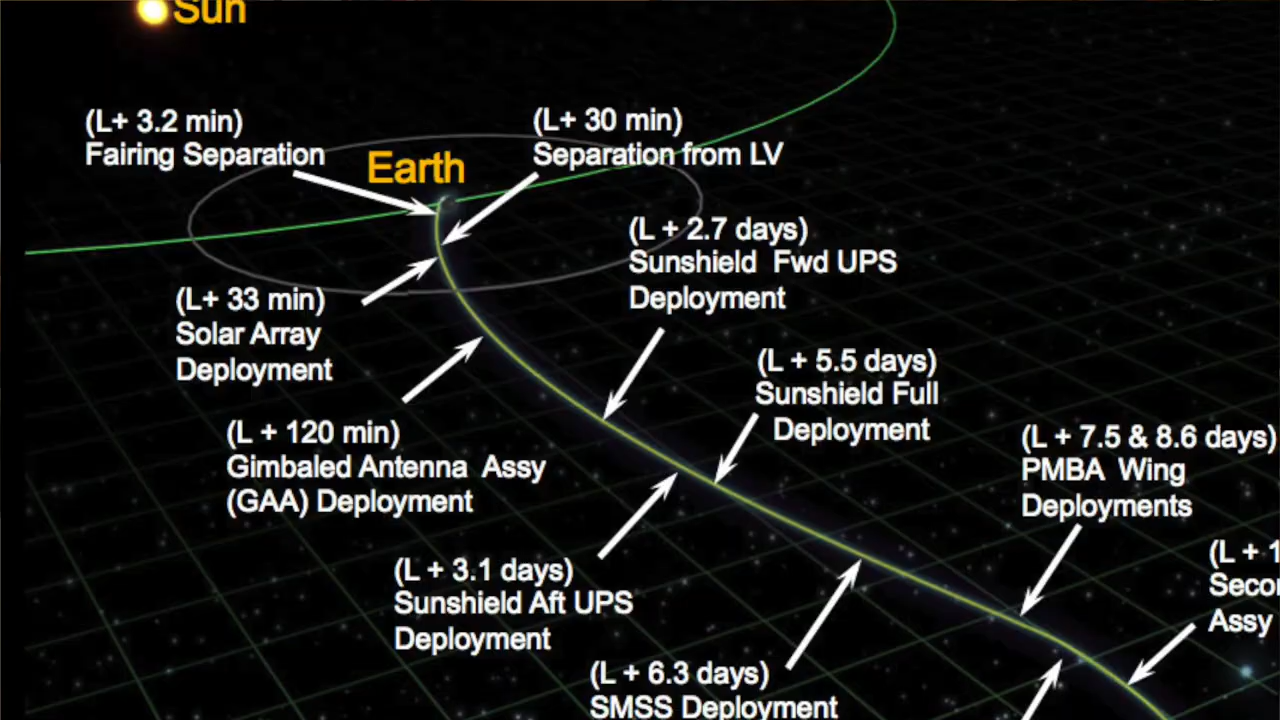 Sun
(L+ 3.2 min)
Fairing Separation
Earth
(L+ 30 min)
Separation from LV
(L + 2.7 days)
Sunshield  Fwd UPS
Deployment
(L+ 33 min)
Solar Array
Deployment
(L + 5.5 days)
Sunshield Full
Deployment
(L + 120 min)
Gimbaled Antenna  Assy
(GAA) Deployment
(L + 7.5 & 8.6 days)
PMBA  Wing
Deployments
(L + 3.1 days)
Sunshield Aft UPS
Deployment
(L + 1
Assy
(L + 6.3 days)
SMSS Deployment